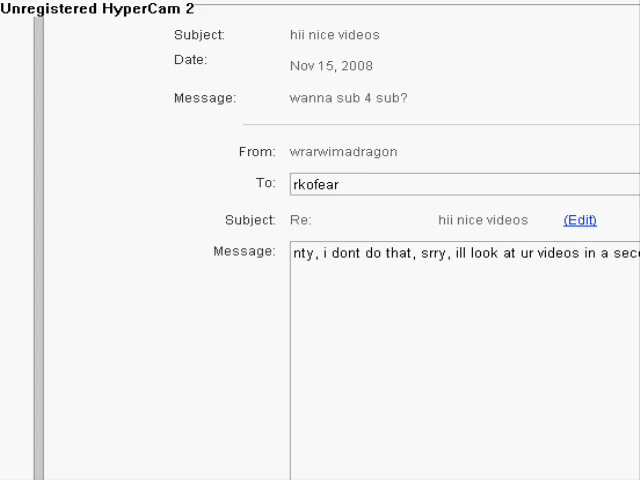 Unregistered HyperCam 2
Subject: hii nice videos
Date: Nov 15, 2008
Message: wanna sub 4 sub?
From: wrarwimadragon
To: rkofear
Subject: Re: hii nice videos (Edit)
Message: nty, i dont do that, srry, ill look at ur videos in a sec